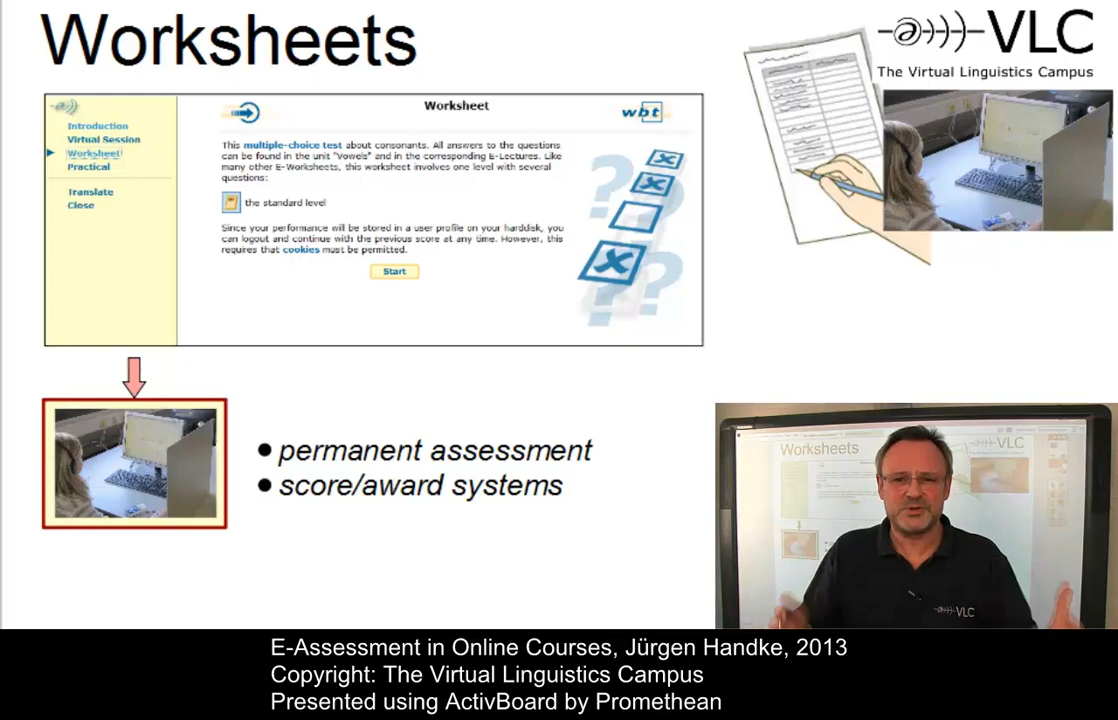 Worksheets
VLC
The Virtual Linguistics Campus
Worksheet
wbt
Introduction
Virtual Session
Worksheet
Practical
Translate
Close
This multiple-choice test about consonants. All answers to the questions
can be found in the unit "Vowels" and in the corresponding E-Lectures. Like
many other E-Worksheets, this worksheet involves one level with several
questions:
the standard level
Since your performance will be stored in a user profile on your harddisk, you
can logout and continue with the previous score at any time. However, this
requires that cookies must be permitted.
Start
• permanent assessment
• score/award systems
Worksheets
VLC
VLC
E-Assessment in Online Courses, Jürgen Handke, 2013
Copyright: The Virtual Linguistics Campus
Presented using ActivBoard by Promethean